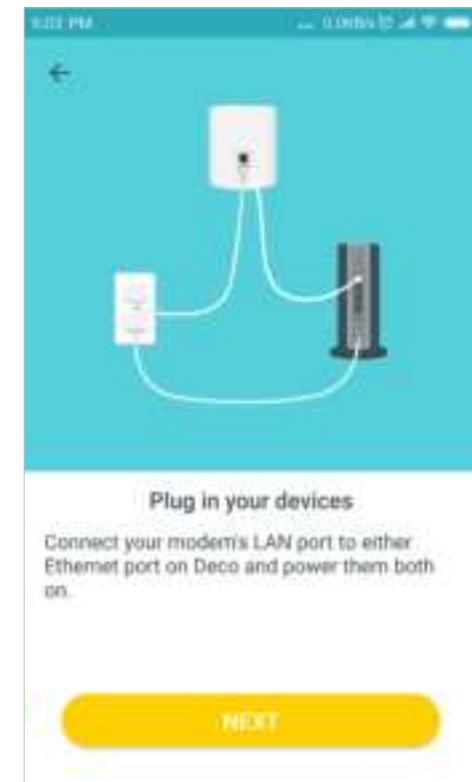 Plug in your devices
Connect your modem's LAN port to either
Ethernet port on Deco and power them both
on.
NEXT